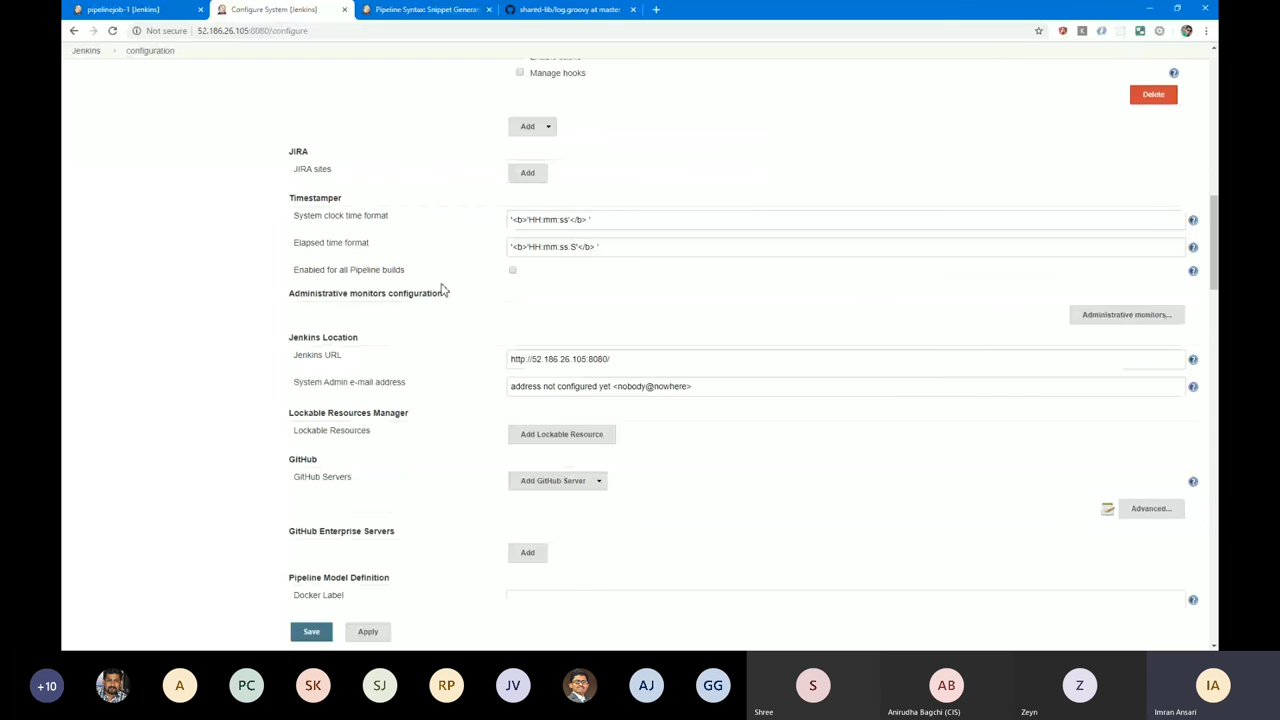 pipelinejob-1 [Jenkins]
Configure System [Jenkins]
Pipeline Syntax: Snippet Generat
shared-lib/log.groovy at master
Not secure
52.186.26.105:8080/configure
Jenkins
configuration
Manage hooks
Delete
Add
JIRA
JIRA sites
Add
Timestamper
System clock time format
'<b>'HH:mm:ss'</b> '
Elapsed time format
'<b>'HH:mm:ss.S'</b> '
Enabled for all Pipeline builds
Administrative monitors configuration
Administrative monitors...
Jenkins Location
Jenkins URL
http://52.186.26.105:8080/
System Admin e-mail address
address not configured yet <nobody@nowhere>
Lockable Resources Manager
Lockable Resources
Add Lockable Resource
GitHub
GitHub Servers
Add GitHub Server
Advanced...
GitHub Enterprise Servers
Add
Pipeline Model Definition
Docker Label
Save
Apply
+10
A
PC
SK
SJ
RP
JV
AJ
GG
S
AB
Z
IA
Shree
Anirudha Bagchi (CIS)
Zeyn
Imran Ansari